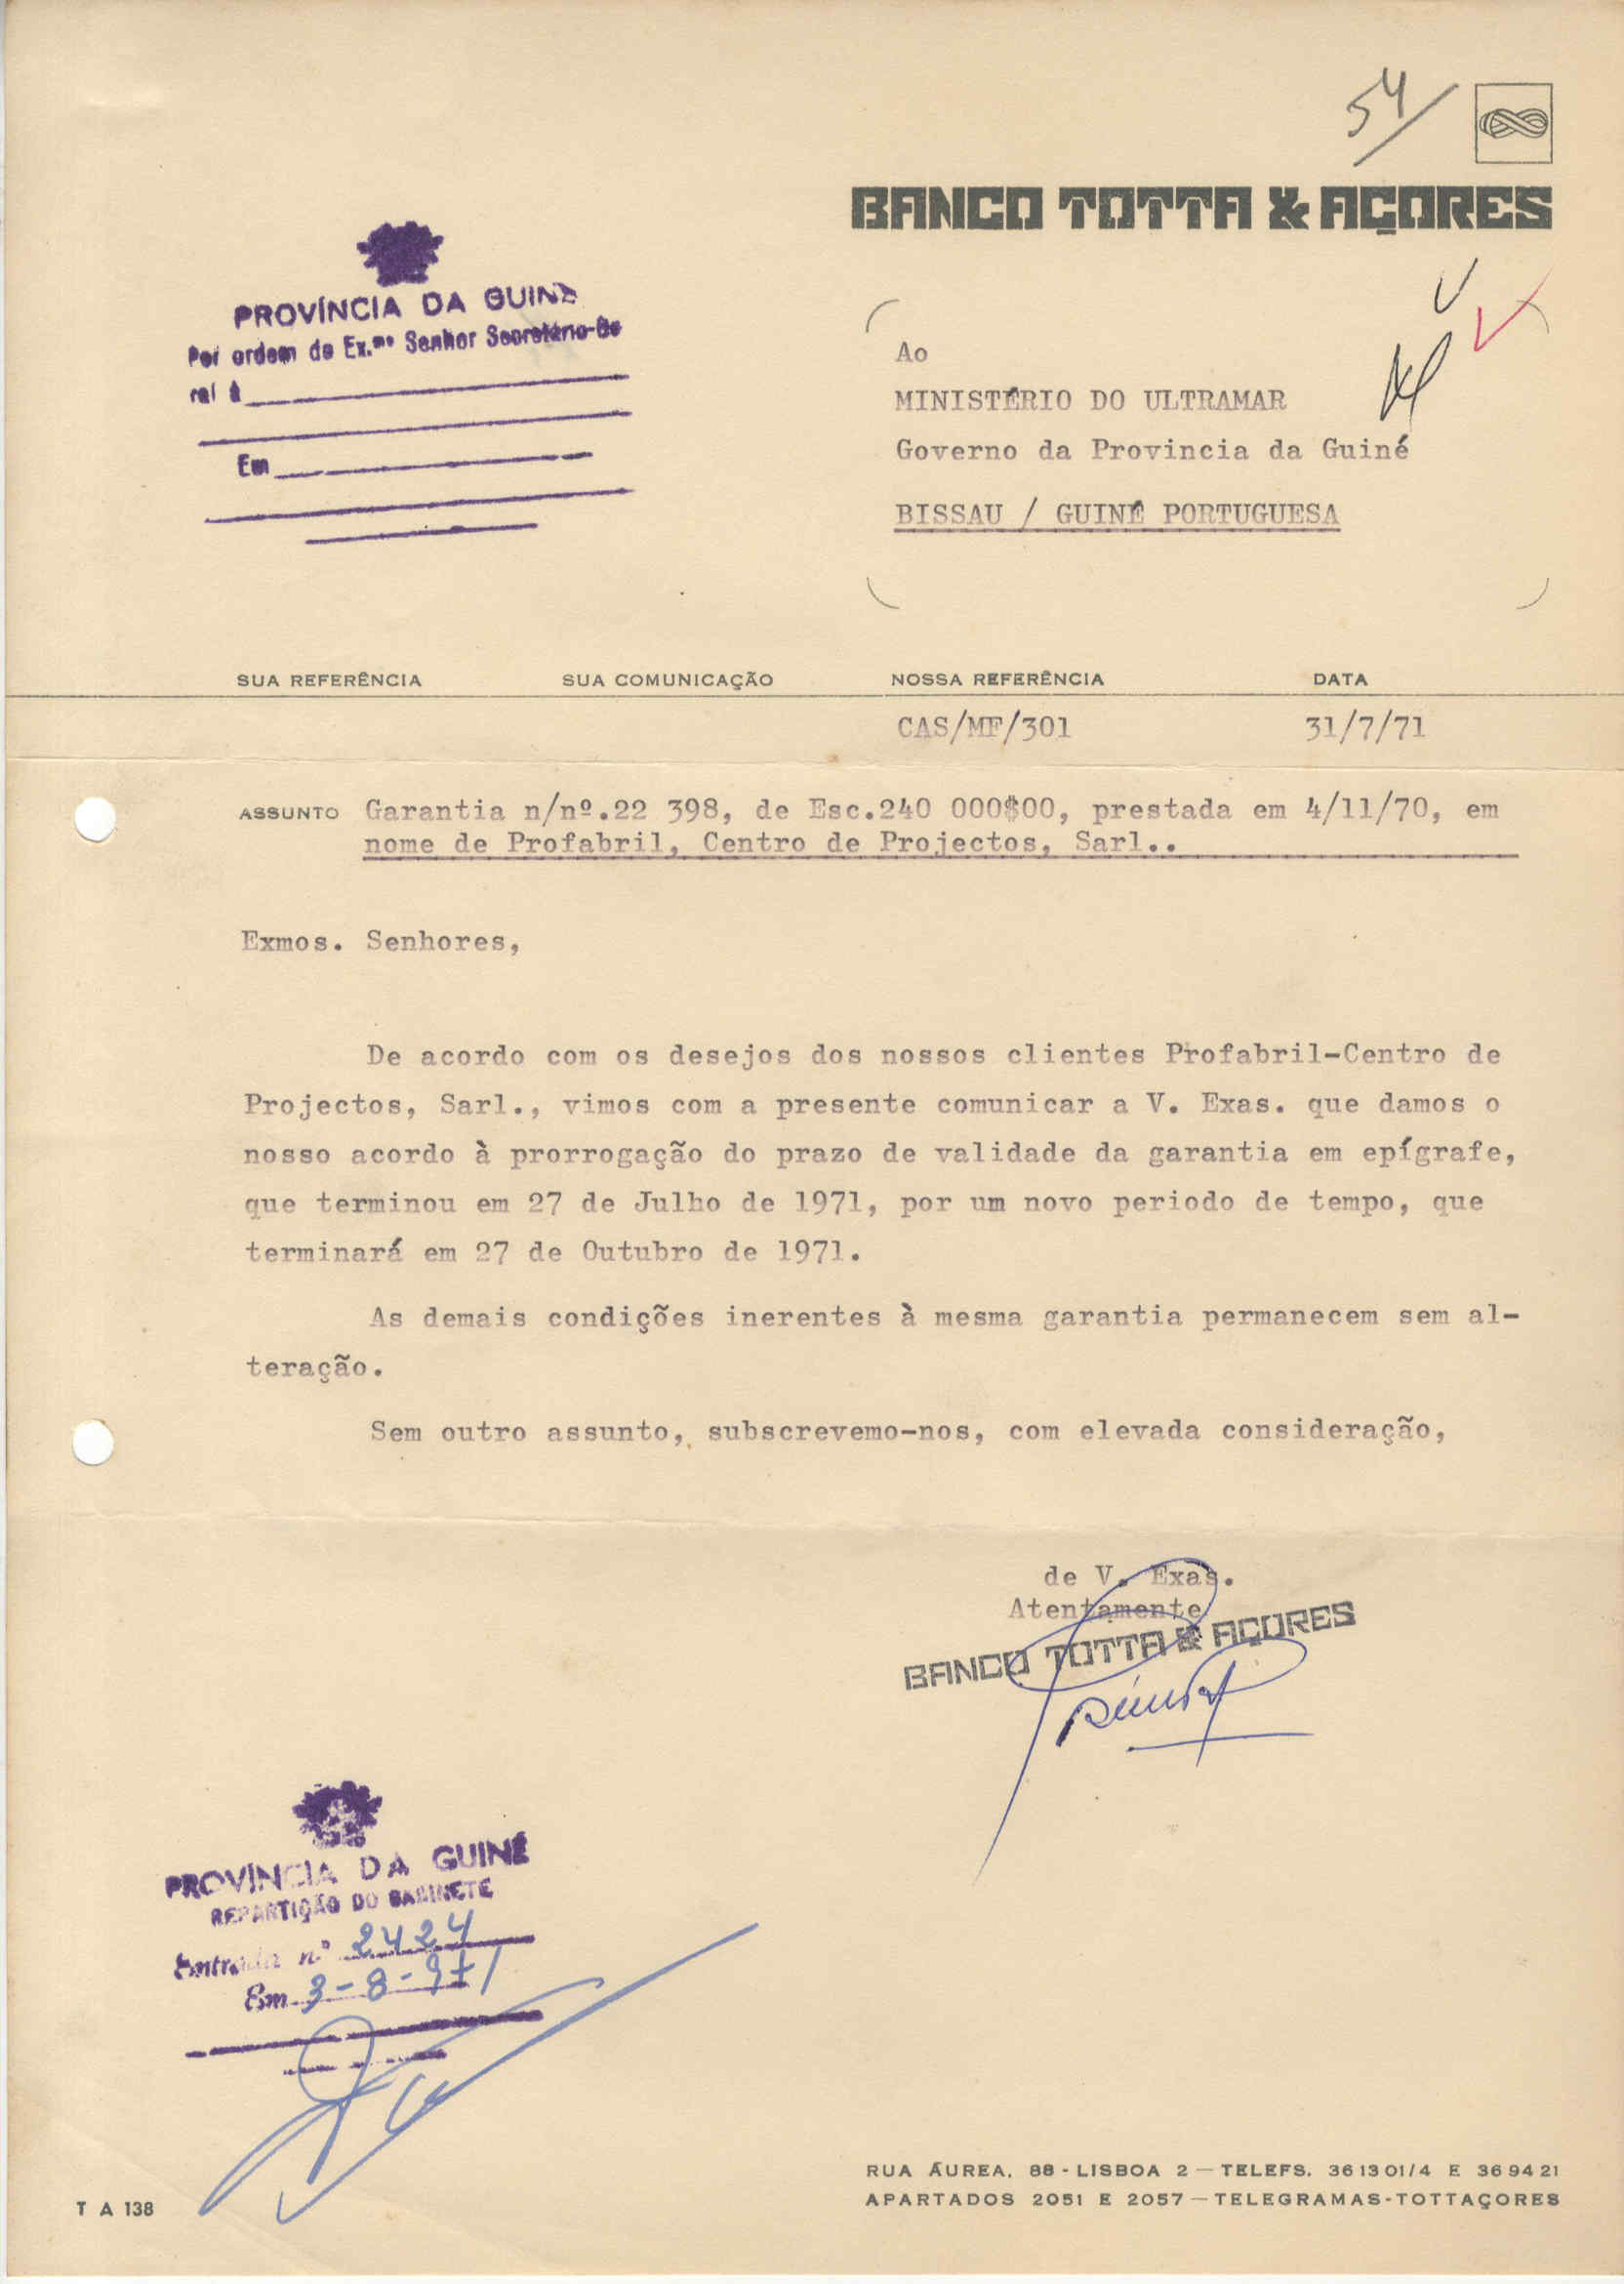 54
BANCO TOTTA & AÇORES
PROVÍNCIA DA GUINÉ
Por ordem de Ex.mo Senhor Secretário-Ge
ral à
Em
Ao
MINISTÉRIO DO ULTRAMAR
Governo da Provincia da Guiné
BISSAU / GUINÉ PORTUGUESA
SUA REFERÊNCIA SUA COMUNICAÇÃO NOSSA REFERÊNCIA DATA
CAS/MF/301 31/7/71
ASSUNTO Garantia n/nº.22 398, de Esc.240 000$00, prestada em 4/11/70, em
nome de Profabril, Centro de Projectos, Sarl..
Exmos. Senhores,
De acordo com os desejos dos nossos clientes Profabril-Centro de
Projectos, Sarl., vimos com a presente comunicar a V. Exas. que damos o
nosso acordo à prorrogação do prazo de validade da garantia em epígrafe,
que terminou em 27 de Julho de 1971, por um novo periodo de tempo, que
terminará em 27 de Outubro de 1971.
As demais condições inerentes à mesma garantia permanecem sem al-
teração.
Sem outro assunto, subscrevemo-nos, com elevada consideração,
de V. Exas.
Atentamente
BANCO TOTTA & AÇORES
PROVÍNCIA DA GUINÉ
REPARTIÇÃO DO GABINETE
Entrada nº 2424
Em 3-8-971
RUA ÁUREA, 88 - LISBOA 2 — TELEFS. 36 13 01/4 E 36 94 21
APARTADOS 2051 E 2057 — TELEGRAMAS-TOTTAÇORES
T A 138